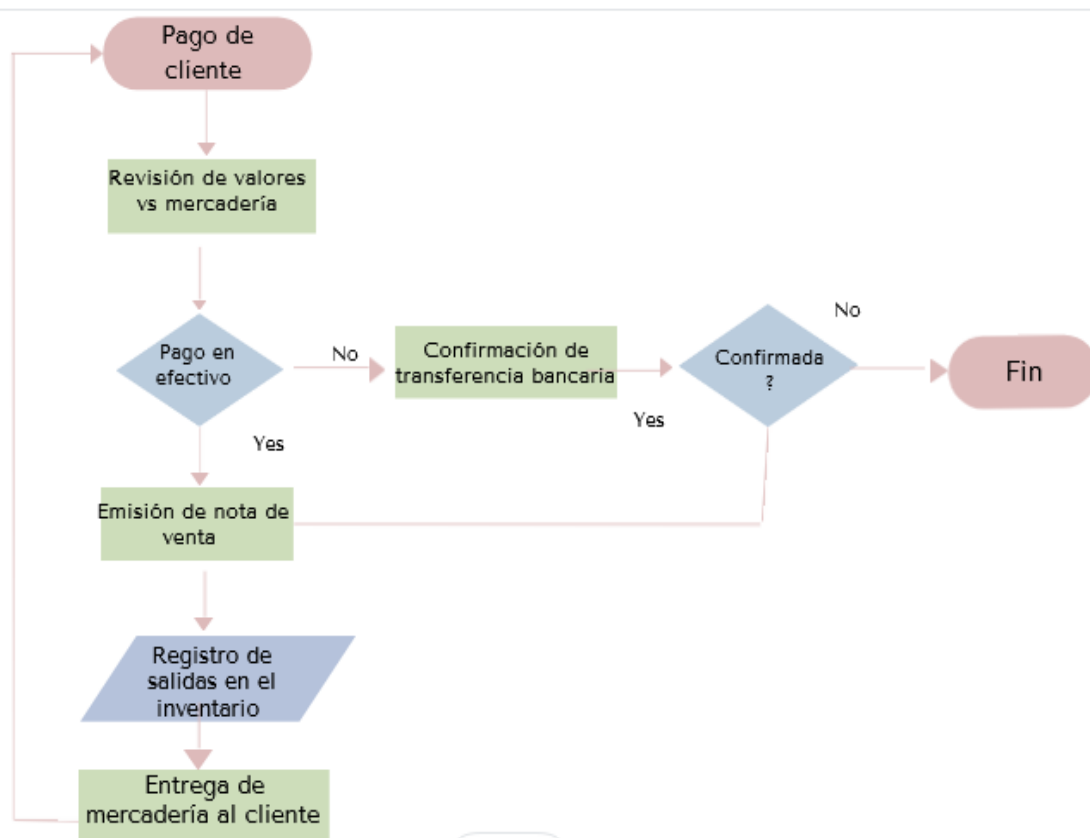 Pago de
cliente
Revisión de valores
vs mercadería
Pago en
efectivo
No
Confirmación de
transferencia bancaria
Confirmada
?
No
Fin
Yes
Yes
Emisión de nota de
venta
Registro de
salidas en el
inventario
Entrega de
mercadería al cliente